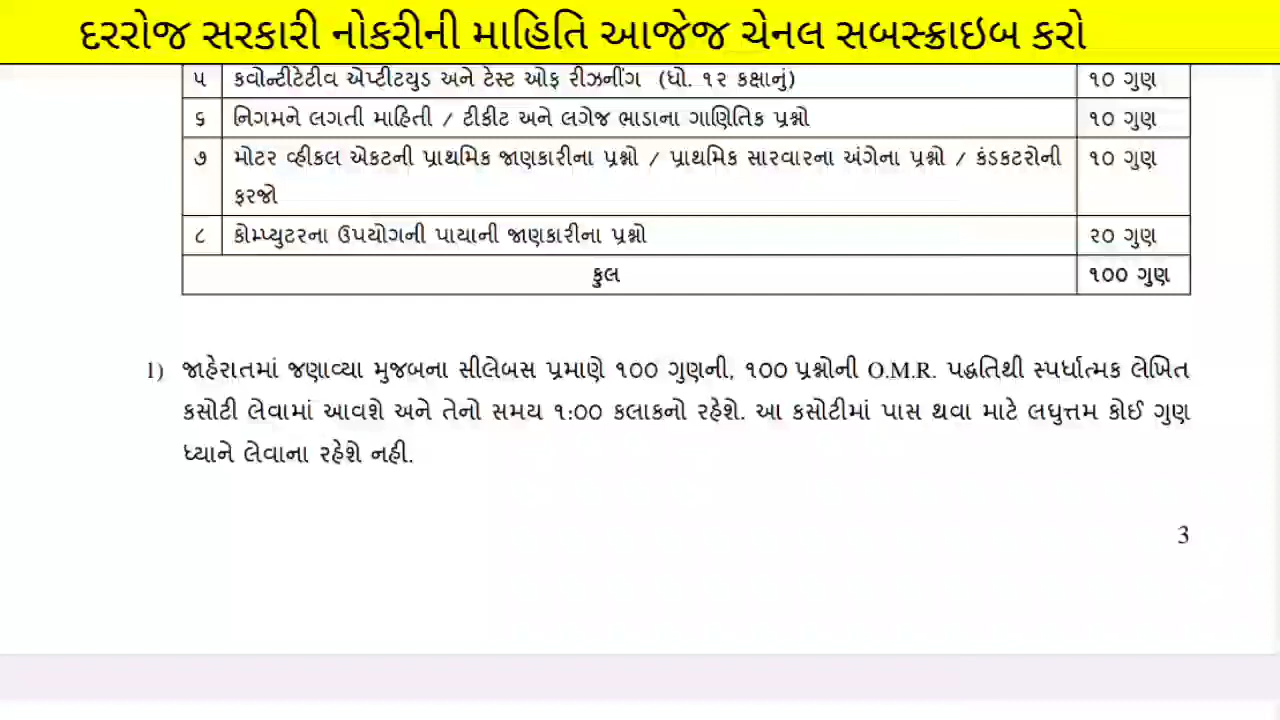 દરરોજ સરકારી નોકરીની માહિતિ આજેજ ચેનલ સબસ્ક્રાઇબ કરો
૫ કવોન્ટીટેટીવ એપ્ટીટયુડ અને ટેસ્ટ ઓફ રીઝનીંગ (ધો. ૧૨ કક્ષાનું) ૧૦ ગુણ
૬ નિગમને લગતી માહિતી / ટીકીટ અને લગેજ ભાડાના ગાણિતિક પ્રશ્નો ૧૦ ગુણ
૭ મોટર વ્હીકલ એકટની પ્રાથમિક જાણકારીના પ્રશ્નો / પ્રાથમિક સારવારના અંગેના પ્રશ્નો / કંડકટરોની ૧૦ ગુણ
ફરજો
૮ કોમ્પ્યુટરના ઉપયોગની પાયાની જાણકારીના પ્રશ્નો ૨૦ ગુણ
કુલ ૧૦૦ ગુણ
1) જાહેરાતમાં જણાવ્યા મુજબના સીલેબસ પ્રમાણે ૧૦૦ ગુણની, ૧૦૦ પ્રશ્નોની O.M.R. પદ્ધતિથી સ્પર્ધાત્મક લેખિત
કસોટી લેવામાં આવશે અને તેનો સમય ૧:૦૦ કલાકનો રહેશે. આ કસોટીમાં પાસ થવા માટે લઘુત્તમ કોઈ ગુણ
ધ્યાને લેવાના રહેશે નહી.
3